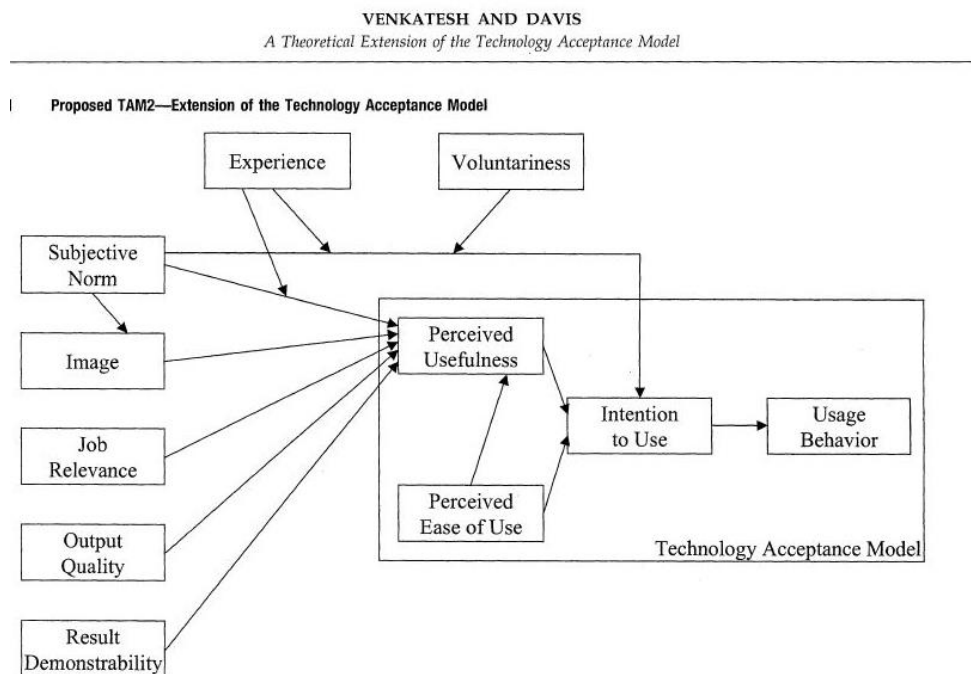 VENKATESH AND DAVIS
A Theoretical Extension of the Technology Acceptance Model
Proposed TAM2—Extension of the Technology Acceptance Model
Experience
Voluntariness
Subjective
Norm
Image
Perceived
Usefulness
Intention
to Use
Usage
Behavior
Job
Relevance
Perceived
Ease of Use
Output
Quality
Technology Acceptance Model
Result
Demonstrability